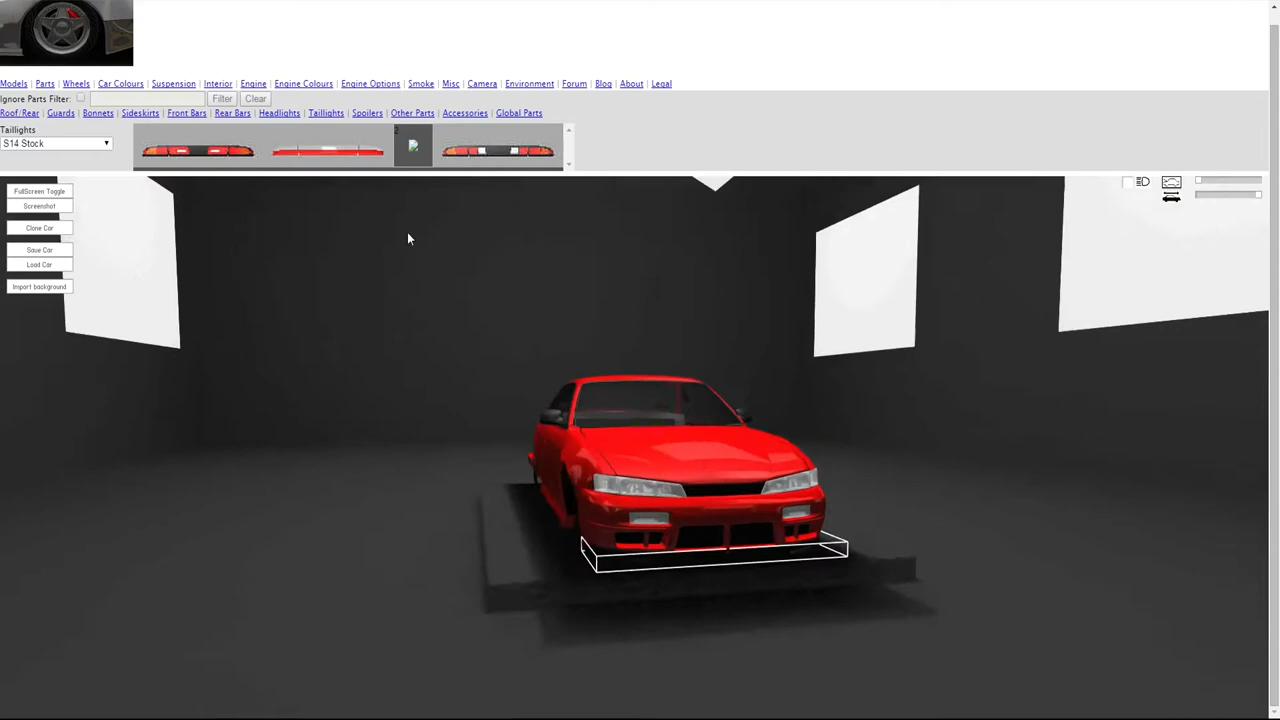 Models | Parts | Wheels | Car Colours | Suspension | Interior | Engine | Engine Colours | Engine Options | Smoke | Misc | Camera | Environment | Forum | Blog | About | Legal
Ignore Parts Filter: Filter Clear
Roof/Rear | Guards | Bonnets | Sideskirts | Front Bars | Rear Bars | Headlights | Taillights | Spoilers | Other Parts | Accessories | Global Parts
Taillights
2
S14 Stock
FullScreen Toggle
Screenshot
Clone Car
Save Car
Load Car
Import background